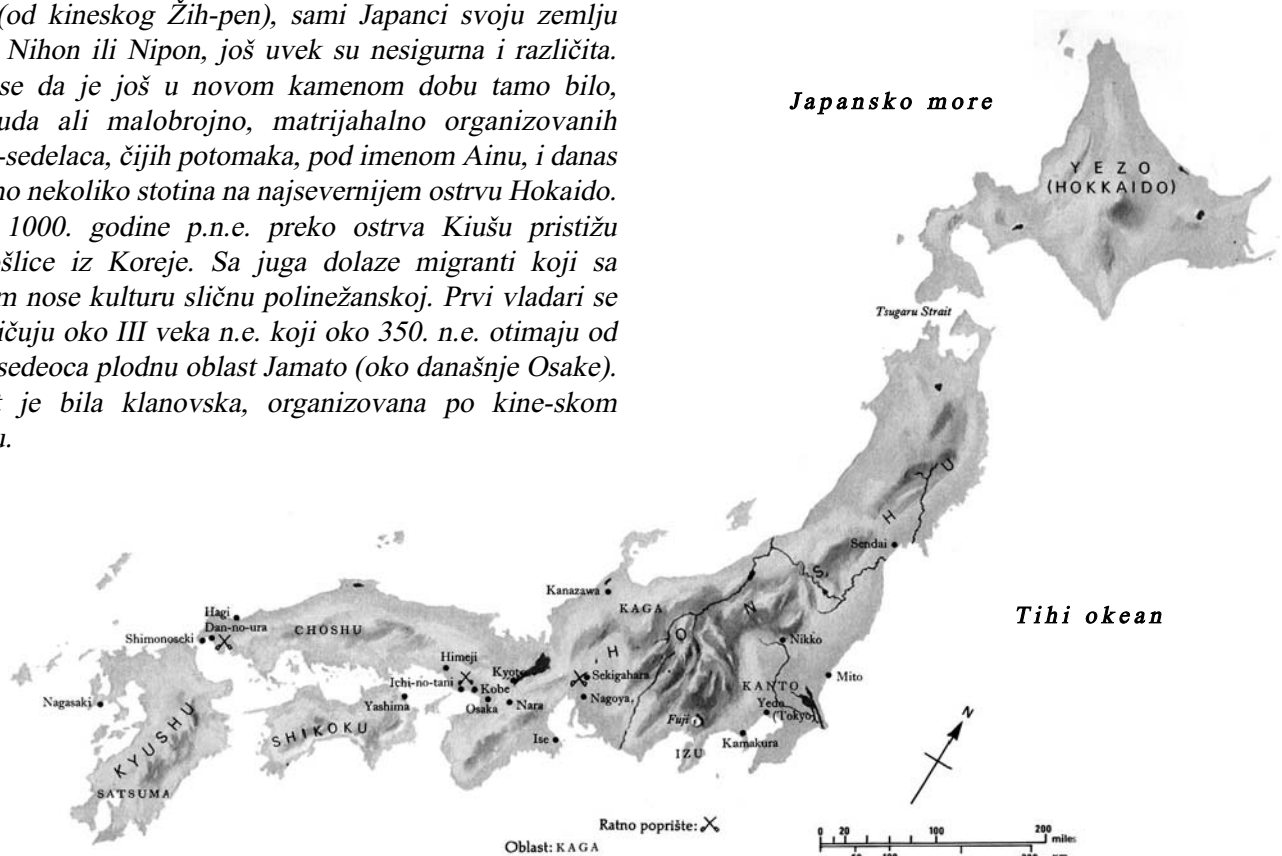 (od kineskog Žih-pen), sami Japanci svoju zemlju
Nihon ili Nipon, još uvek su nesigurna i različita.
se da je još u novom kamenom dobu tamo bilo,
uda ali malobrojno, matrijahalno organizovanih
-sedelaca, čijih potomaka, pod imenom Ainu, i danas
no nekoliko stotina na najsevernijem ostrvu Hokaido.
1000. godine p.n.e. preko ostrva Kiušu pristižu
ošlice iz Koreje. Sa juga dolaze migranti koji sa
m nose kulturu sličnu polinežanskoj. Prvi vladari se
ičuju oko III veka n.e. koji oko 350. n.e. otimaju od
sedeoca plodnu oblast Jamato (oko današnje Osake).
t je bila klanovska, organizovana po kine-skom
u.
Japansko more
YEZO
(HOKKAIDO)
Tsugaru Strait
HONSHU
Sendai
Tihi okean
Kanazawa
KAGA
Nikko
Mito
KANTO
Yedo
(Tokyo)
Kamakura
Fuji
IZU
Sekigahara
Nagoya
Kyoto
Nara
Ise
Osaka
Kobe
Himeji
Ichi-no-tani
Yashima
Hagi
Dan-no-ura
Shimonoseki
CHOSHU
Nagasaki
KYUSHU
SATSUMA
SHIKOKU
N
Ratno poprište:
Oblast: KAGA
0 20 100 200 miles